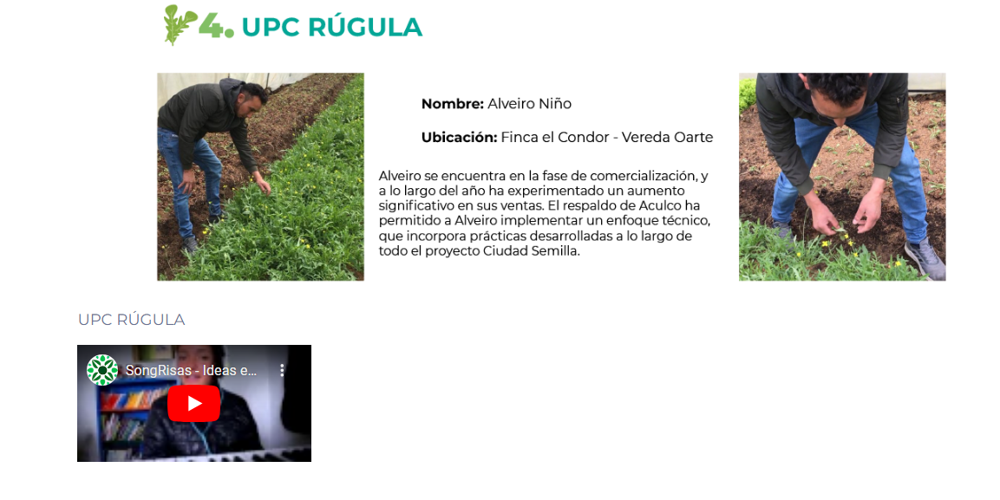 4. UPC RÚGULA
Nombre: Alveiro Niño
Ubicación: Finca el Condor - Vereda Oarte
Alveiro se encuentra en la fase de comercialización, y
a lo largo del año ha experimentado un aumento
significativo en sus ventas. El respaldo de Aculco ha
permitido a Alveiro implementar un enfoque técnico,
que incorpora prácticas desarrolladas a lo largo de
todo el proyecto Ciudad Semilla.
UPC RÚGULA
SongRisas - Ideas e...